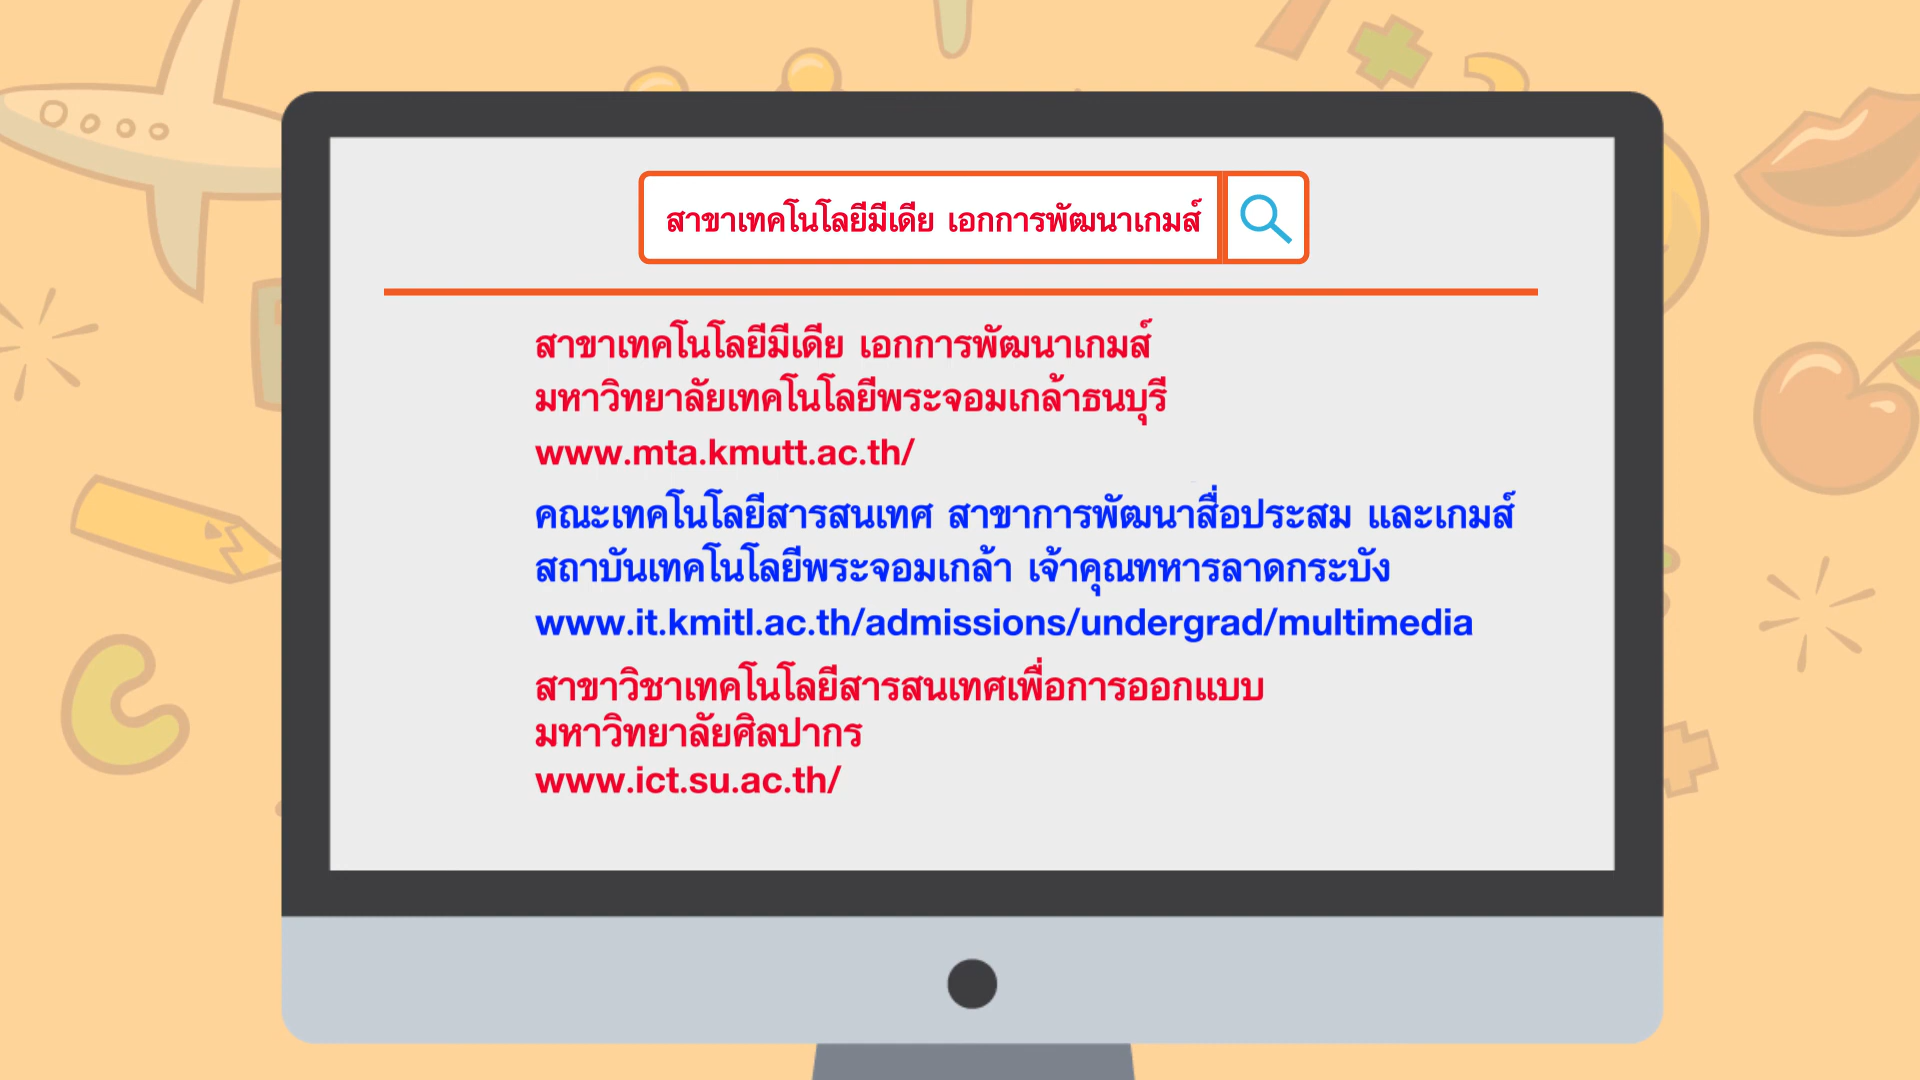 สาขาเทคโนโลยีมีเดีย เอกการพัฒนาเกมส์
สาขาเทคโนโลยีมีเดีย เอกการพัฒนาเกมส์
มหาวิทยาลัยเทคโนโลยีพระจอมเกล้าธนบุรี
www.mta.kmutt.ac.th/
คณะเทคโนโลยีสารสนเทศ สาขาการพัฒนาสื่อประสม และเกมส์
สถาบันเทคโนโลยีพระจอมเกล้า เจ้าคุณทหารลาดกระบัง
www.it.kmitl.ac.th/admissions/undergrad/multimedia
สาขาวิชาเทคโนโลยีสารสนเทศเพื่อการออกแบบ
มหาวิทยาลัยศิลปากร
www.ict.su.ac.th/